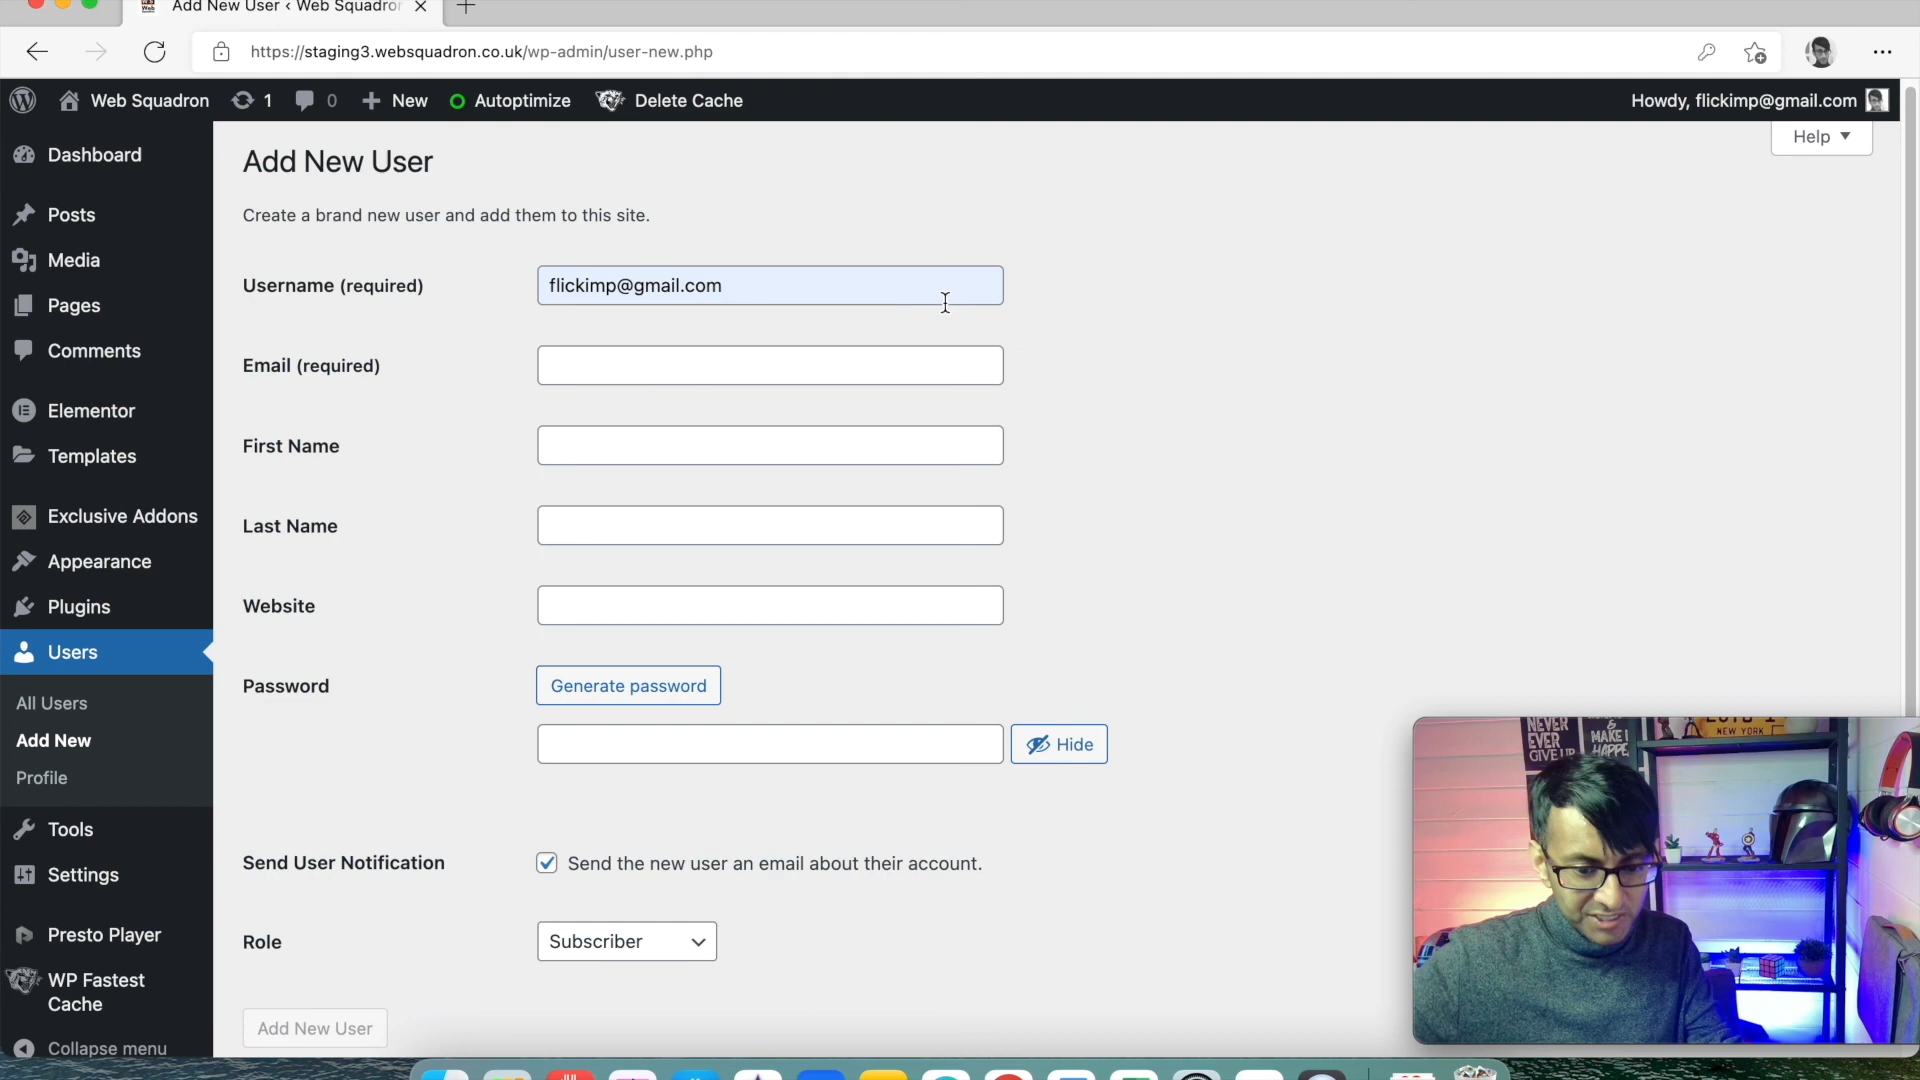 Add New User ‹ Web Squadron
https://staging3.websquadron.co.uk/wp-admin/user-new.php
Web Squadron 1 0 New Autoptimize Delete Cache Howdy, flickimp@gmail.com
Help
Dashboard
Posts
Media
Pages
Comments
Elementor
Templates
Exclusive Addons
Appearance
Plugins
Users
All Users
Add New
Profile
Tools
Settings
Presto Player
WP Fastest
Cache
Collapse menu
Add New User
Create a brand new user and add them to this site.
Username (required) flickimp@gmail.com
Email (required)
First Name
Last Name
Website
Password Generate password
Hide
Send User Notification Send the new user an email about their account.
Role Subscriber
Add New User
NEVER
EVER
GIVE UP
MAKE I
HAPPE
NEW YORK